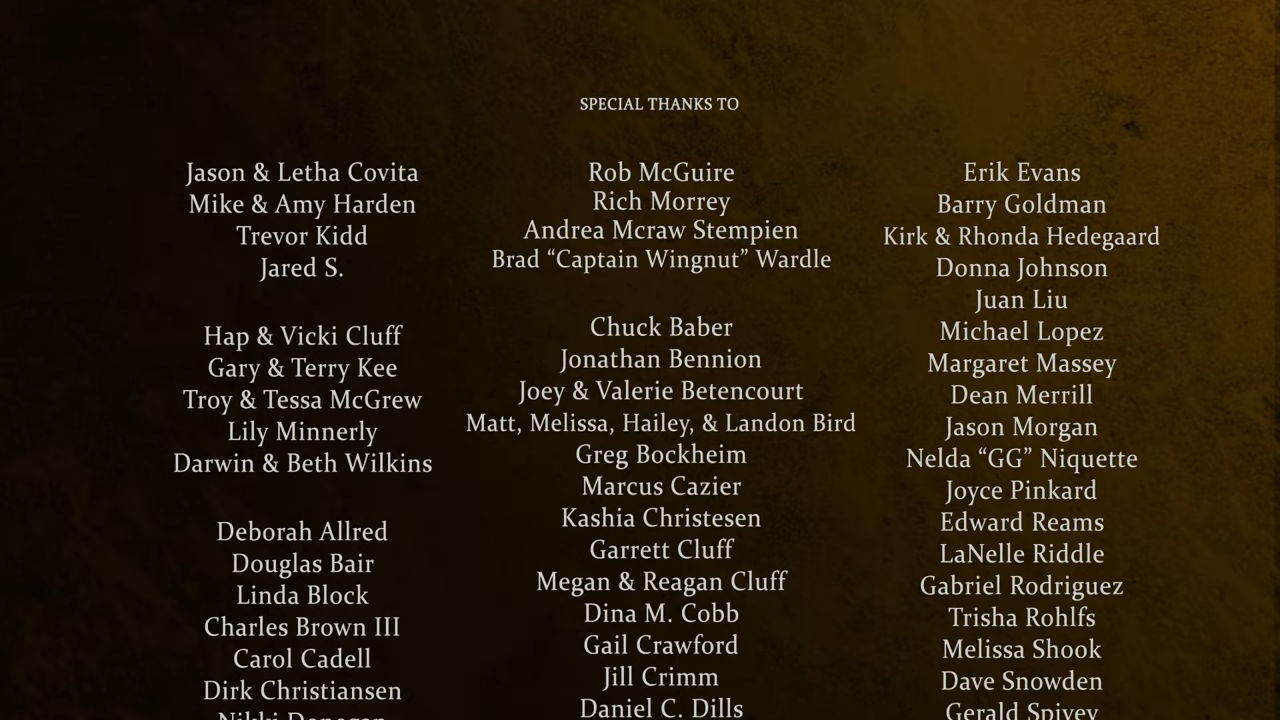 SPECIAL THANKS TO
Jason & Letha Covita
Mike & Amy Harden
Trevor Kidd
Jared S.
Hap & Vicki Cluff
Gary & Terry Kee
Troy & Tessa McGrew
Lily Minnerly
Darwin & Beth Wilkins
Deborah Allred
Douglas Bair
Linda Block
Charles Brown III
Carol Cadell
Dirk Christiansen
Nikki Donegan
Rob McGuire
Rich Morrey
Andrea Mcraw Stempien
Brad “Captain Wingnut” Wardle
Chuck Baber
Jonathan Bennion
Joey & Valerie Betencourt
Matt, Melissa, Hailey, & Landon Bird
Greg Bockheim
Marcus Cazier
Kashia Christesen
Garrett Cluff
Megan & Reagan Cluff
Dina M. Cobb
Gail Crawford
Jill Crimm
Daniel C. Dills
Erik Evans
Barry Goldman
Kirk & Rhonda Hedegaard
Donna Johnson
Juan Liu
Michael Lopez
Margaret Massey
Dean Merrill
Jason Morgan
Nelda “GG” Niquette
Joyce Pinkard
Edward Reams
LaNelle Riddle
Gabriel Rodriguez
Trisha Rohlfs
Melissa Shook
Dave Snowden
Gerald Spivey